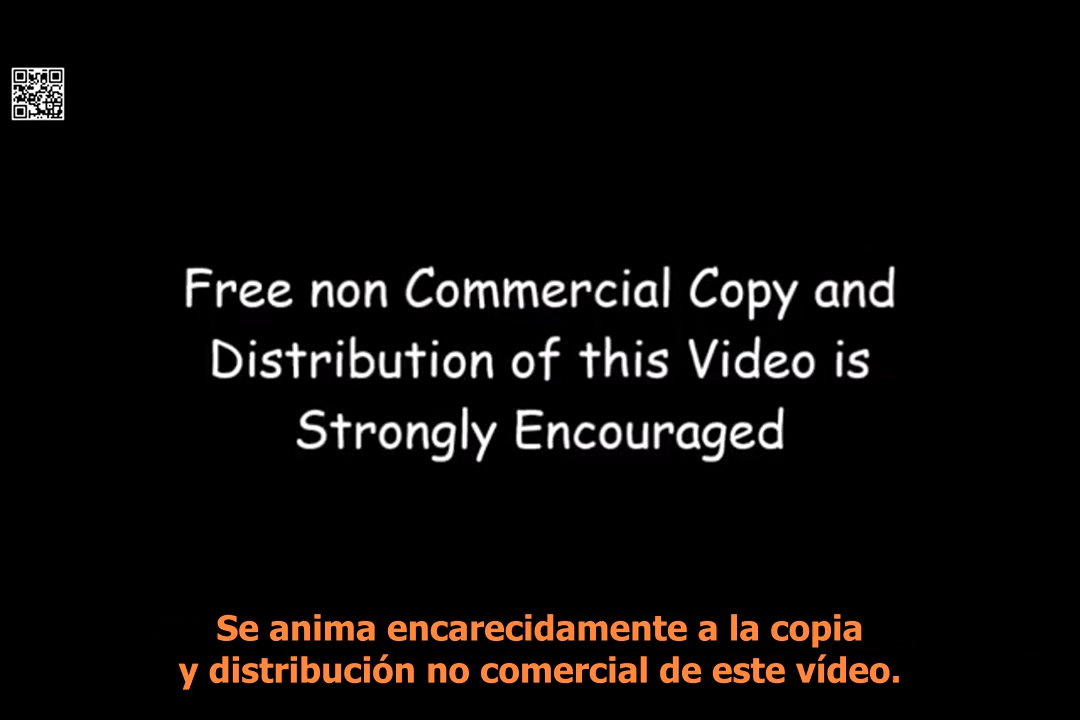 Free non Commercial Copy and
Distribution of this Video is
Strongly Encouraged
Se anima encarecidamente a la copia
y distribución no comercial de este vídeo.